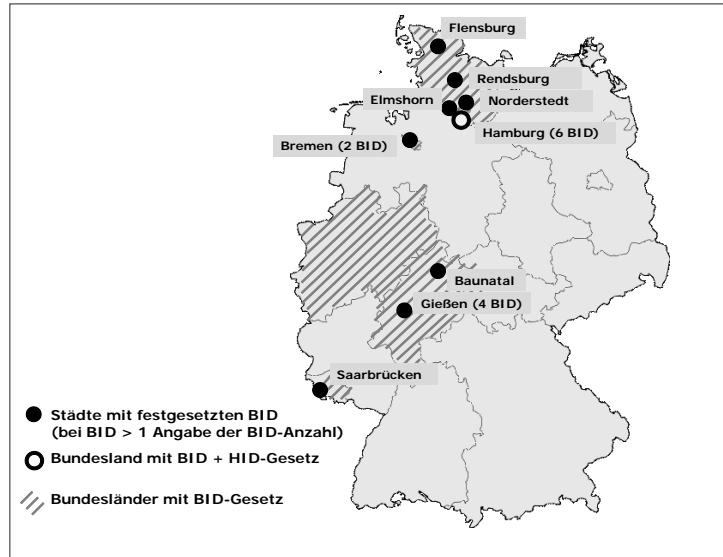 Flensburg
Rendsburg
Elmshorn
Norderstedt
Hamburg (6 BID)
Bremen (2 BID)
Baunatal
Gießen (4 BID)
Saarbrücken
Städte mit festgesetzten BID
(bei BID > 1 Angabe der BID-Anzahl)
Bundesland mit BID + HID-Gesetz
Bundesländer mit BID-Gesetz